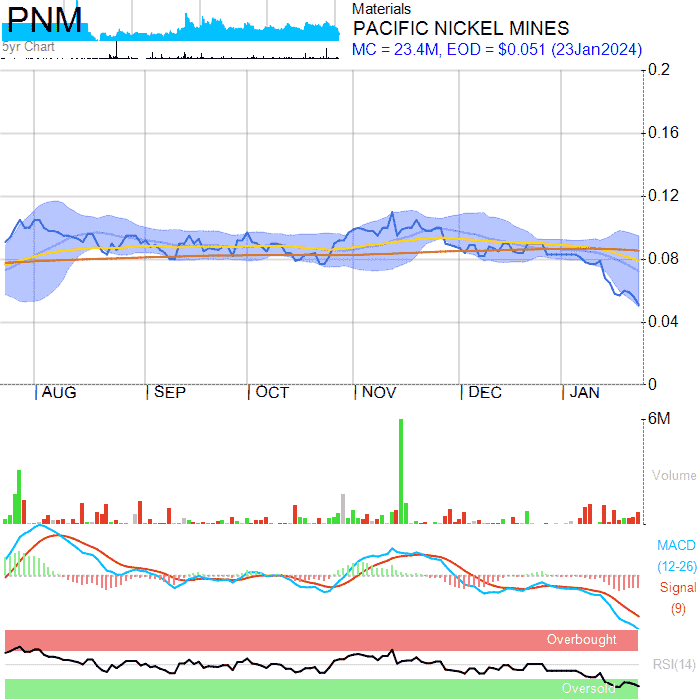 PNM
5yr Chart
Materials
PACIFIC NICKEL MINES
MC = 23.4M, EOD = $0.051 (23Jan2024)
0.2
0.16
0.12
0.08
0.04
0
AUG SEP OCT NOV DEC JAN
6M
Volume
MACD
(12-26)
Signal
(9)
Overbought
RSI(14)
Oversold